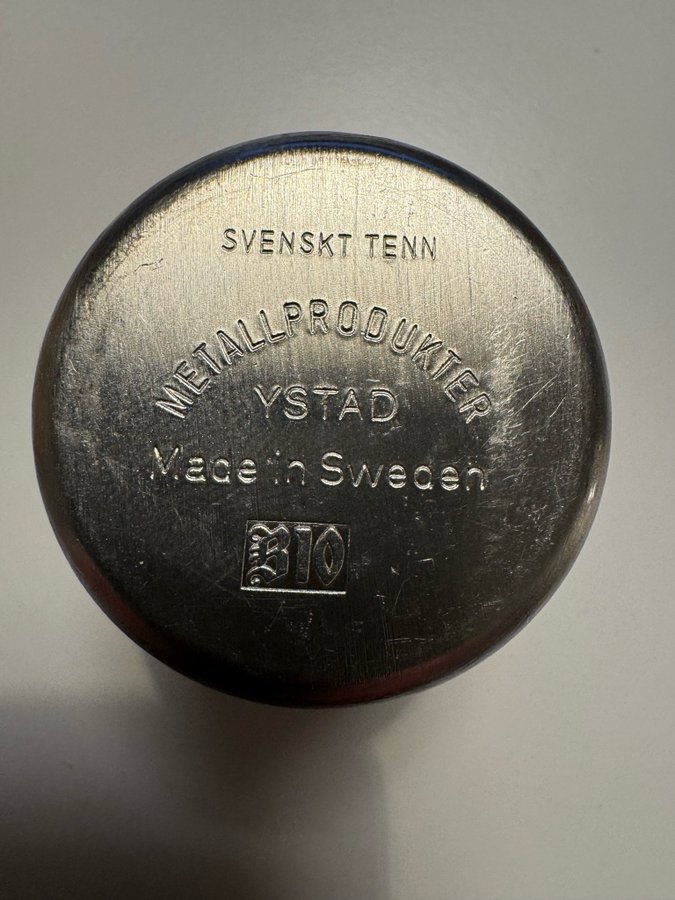 SVENSKT TENN
METALLPRODUKTER
YSTAD
Made in Sweden
B10